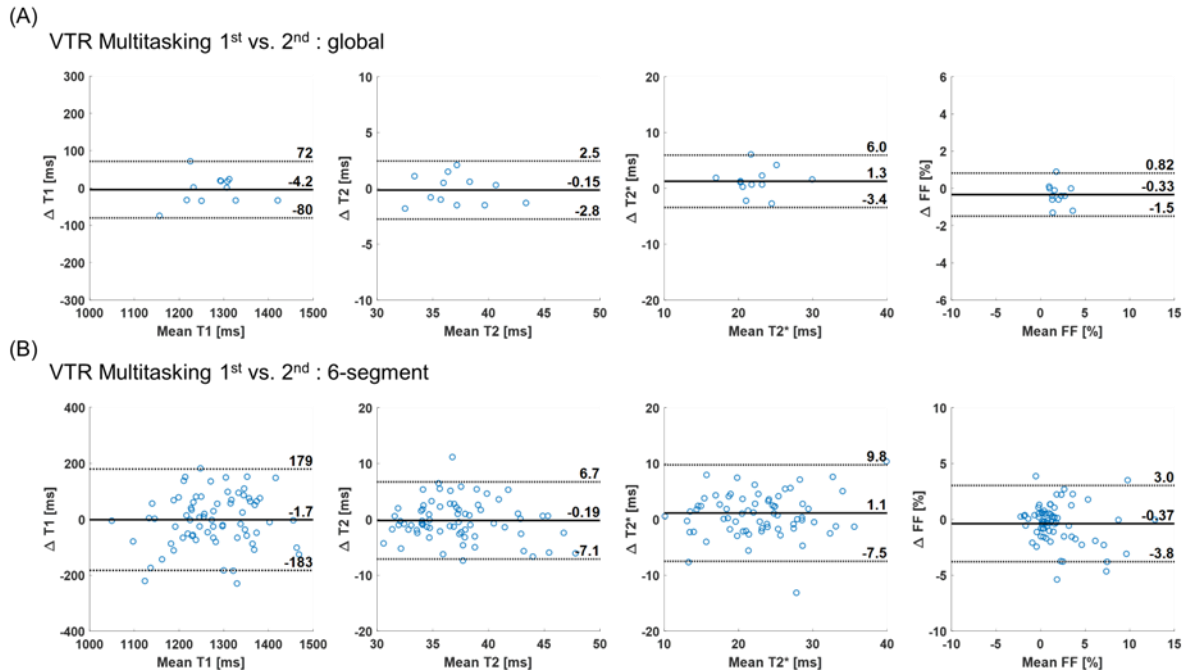 (A)
VTR Multitasking 1st vs. 2nd : global
300
200
100
0
-100
-200
-300
Δ T1 [ms]
72
-4.2
-80
1000 1100 1200 1300 1400 1500
Mean T1 [ms]
10
5
0
-5
-10
Δ T2 [ms]
2.5
-0.15
-2.8
30 35 40 45 50
Mean T2 [ms]
20
10
0
-10
-20
Δ T2* [ms]
6.0
1.3
-3.4
10 20 30 40
Mean T2* [ms]
6
4
2
0
-2
-4
-6
Δ FF [%]
0.82
-0.33
-1.5
-10 -5 0 5 10 15
Mean FF [%]
(B)
VTR Multitasking 1st vs. 2nd : 6-segment
400
200
0
-200
-400
Δ T1 [ms]
179
-1.7
-183
1000 1100 1200 1300 1400 1500
Mean T1 [ms]
20
10
0
-10
-20
Δ T2 [ms]
6.7
-0.19
-7.1
30 35 40 45 50
Mean T2 [ms]
20
10
0
-10
-20
Δ T2* [ms]
9.8
1.1
-7.5
10 20 30 40
Mean T2* [ms]
10
5
0
-5
-10
Δ FF [%]
3.0
-0.37
-3.8
-10 -5 0 5 10 15
Mean FF [%]